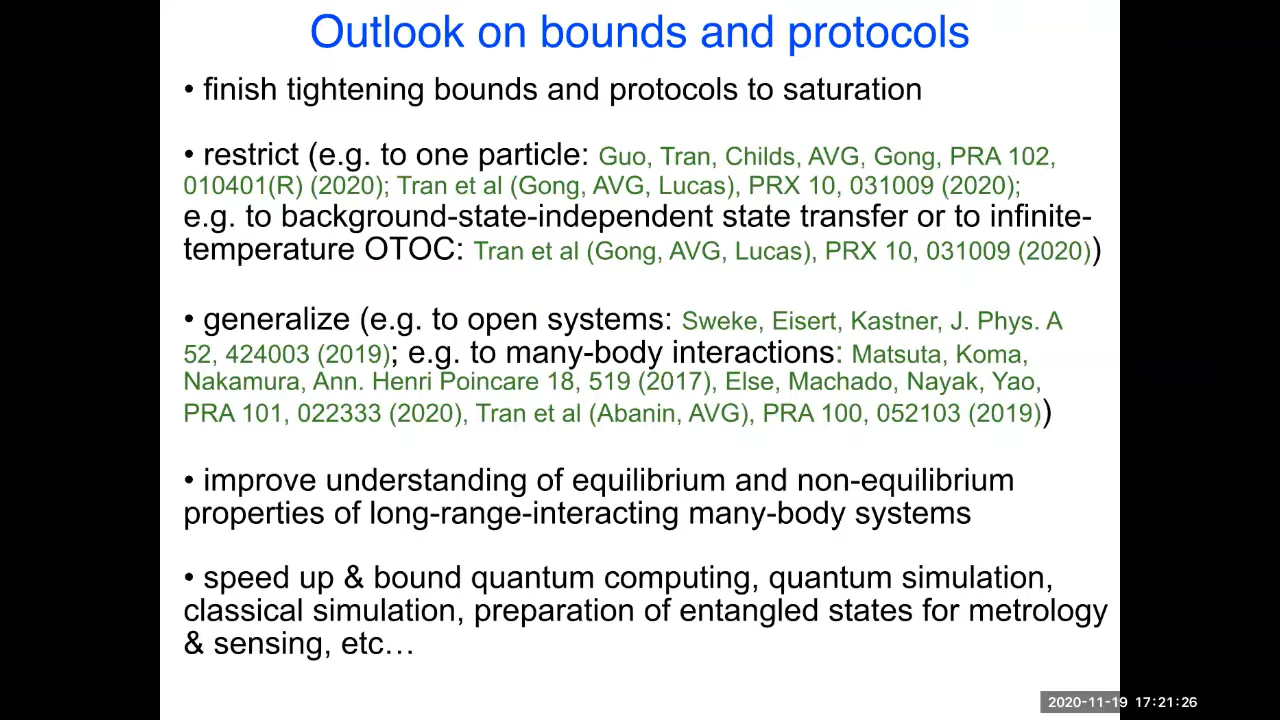 Outlook on bounds and protocols
• finish tightening bounds and protocols to saturation
• restrict (e.g. to one particle: Guo, Tran, Childs, AVG, Gong, PRA 102,
010401(R) (2020); Tran et al (Gong, AVG, Lucas), PRX 10, 031009 (2020);
e.g. to background-state-independent state transfer or to infinite-
temperature OTOC: Tran et al (Gong, AVG, Lucas), PRX 10, 031009 (2020))
• generalize (e.g. to open systems: Sweke, Eisert, Kastner, J. Phys. A
52, 424003 (2019); e.g. to many-body interactions: Matsuta, Koma,
Nakamura, Ann. Henri Poincare 18, 519 (2017), Else, Machado, Nayak, Yao,
PRA 101, 022333 (2020), Tran et al (Abanin, AVG), PRA 100, 052103 (2019))
• improve understanding of equilibrium and non-equilibrium
properties of long-range-interacting many-body systems
• speed up & bound quantum computing, quantum simulation,
classical simulation, preparation of entangled states for metrology
& sensing, etc…
2020-11-19 17:21:26